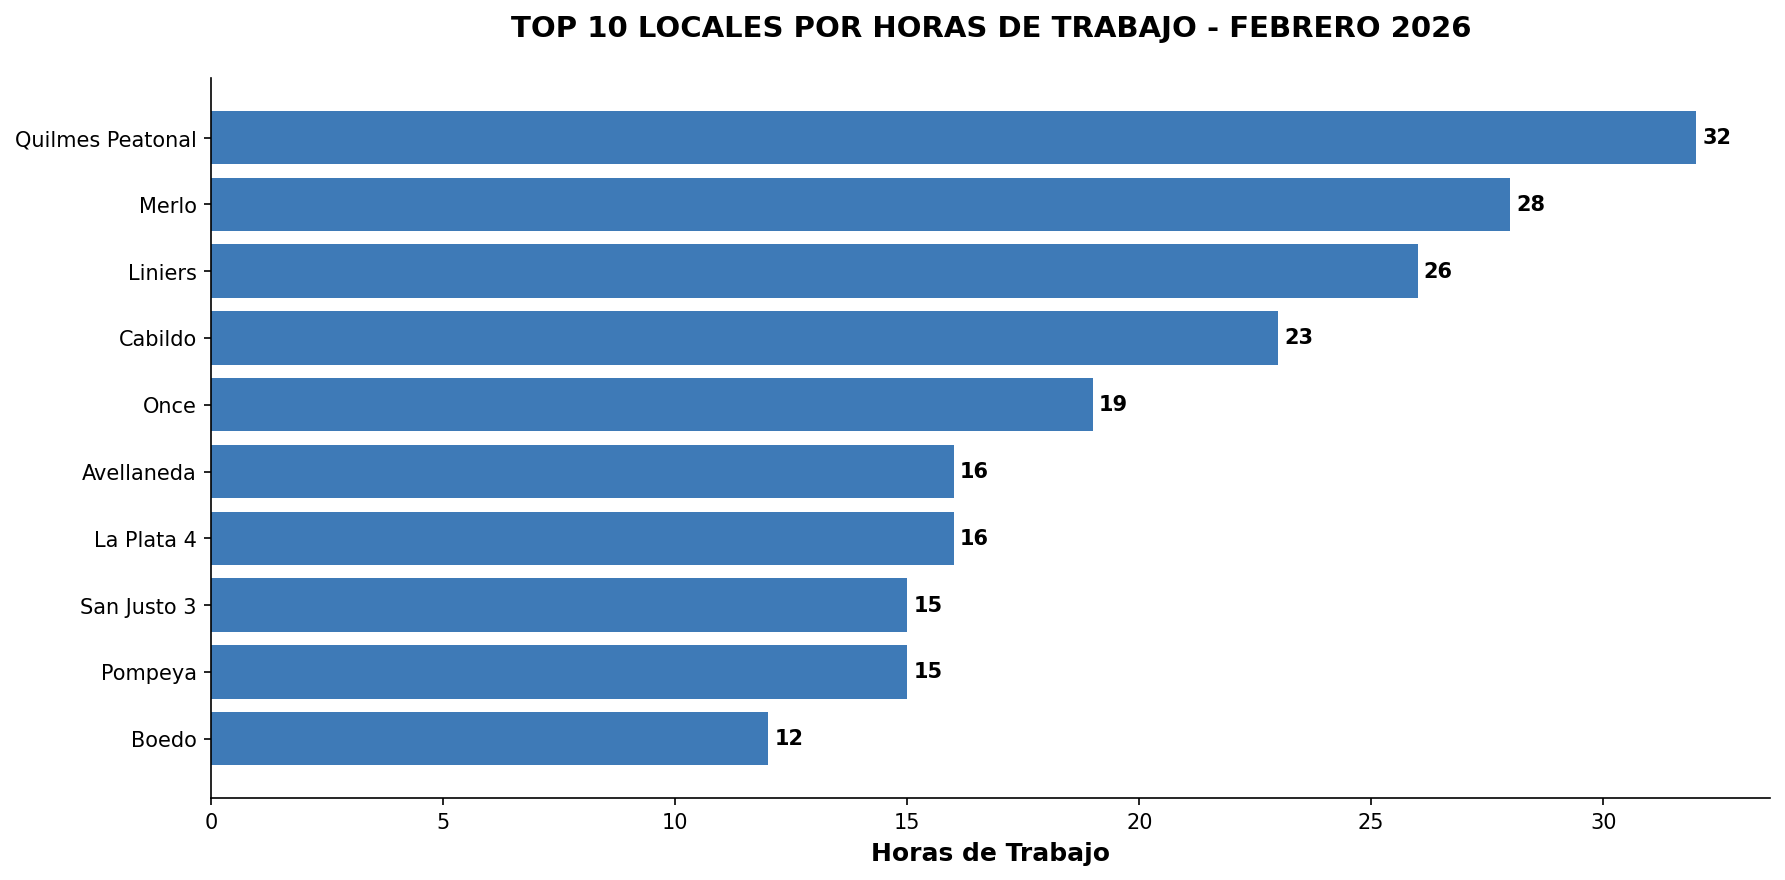 TOP 10 LOCALES POR HORAS DE TRABAJO - FEBRERO 2026
Quilmes Peatonal 32
Merlo 28
Liniers 26
Cabildo 23
Once 19
Avellaneda 16
La Plata 4 16
San Justo 3 15
Pompeya 15
Boedo 12
0 5 10 15 20 25 30
Horas de Trabajo